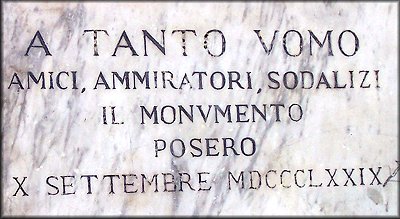 A TANTO VOMO
AMICI, AMMIRATORI, SODALIZI
IL MONVMENTO
POSERO
X SETTEMBRE MDCCCLXXIX